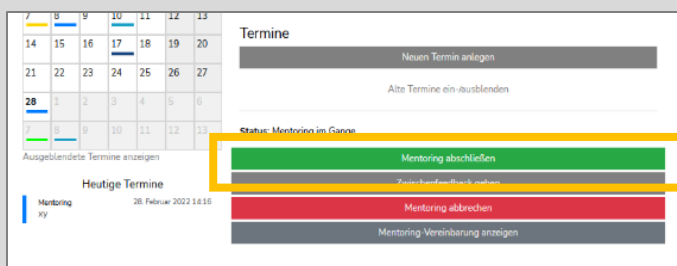 7 8 9 10 11 12 13
14 15 16 17 18 19 20
21 22 23 24 25 26 27
28 1 2 3 4 5 6
7 8 9 10 11 12 13
Ausgeblendete Termine anzeigen
Heutige Termine
Mentoring 28. Februar 2022 14:16
xy
Termine
Neuen Termin anlegen
Alte Termine ein-/ausblenden
Status: Mentoring im Gange
Mentoring abschließen
Zwischenfeedback geben
Mentoring abbrechen
Mentoring-Vereinbarung anzeigen